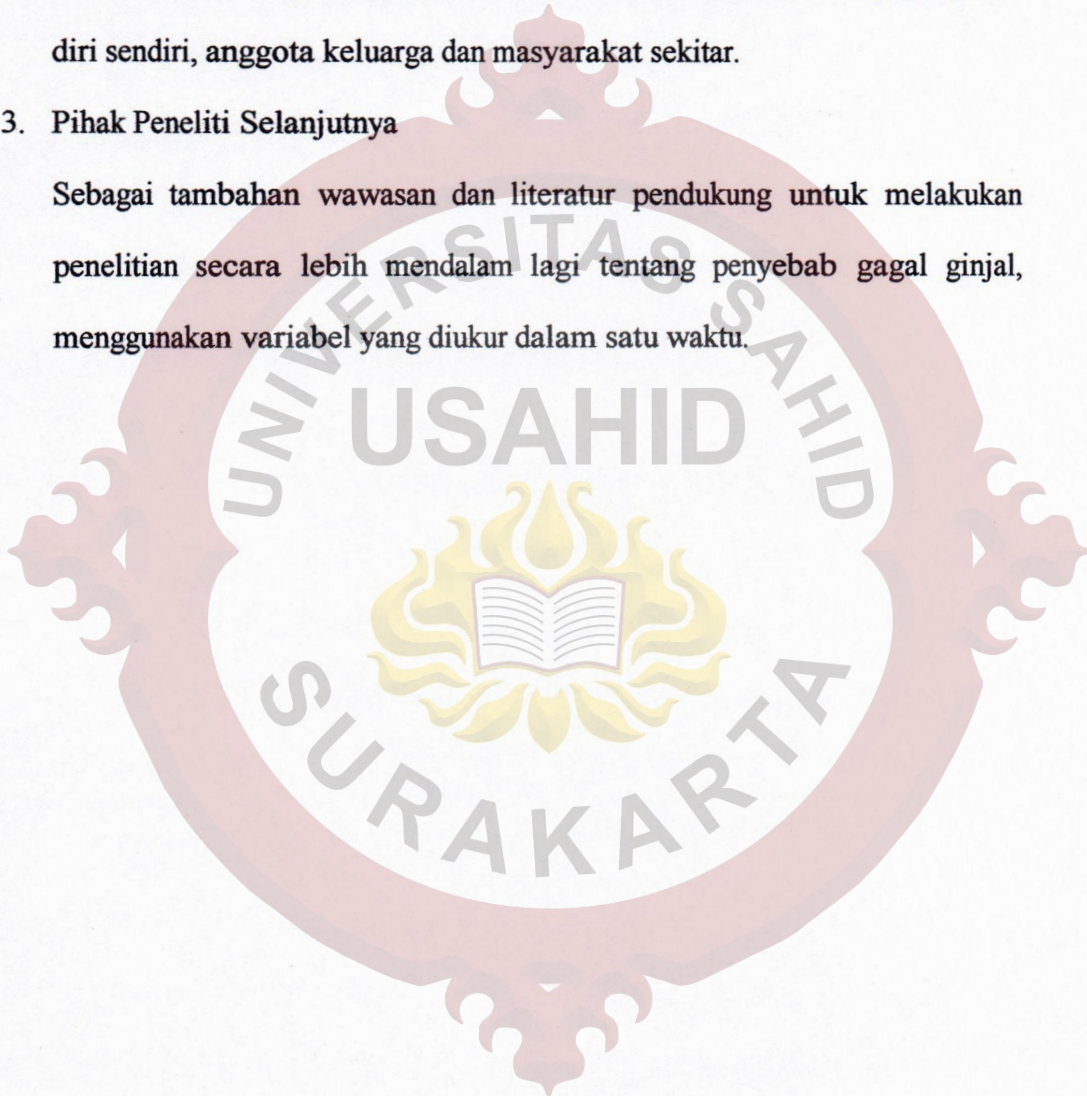 diri sendiri, anggota keluarga dan masyarakat sekitar.
3. Pihak Peneliti Selanjutnya
Sebagai tambahan wawasan dan literatur pendukung untuk melakukan
penelitian secara lebih mendalam lagi tentang penyebab gagal ginjal,
menggunakan variabel yang diukur dalam satu waktu.
UNIVERSITAS SAHID
USAHID
SURAKARTA